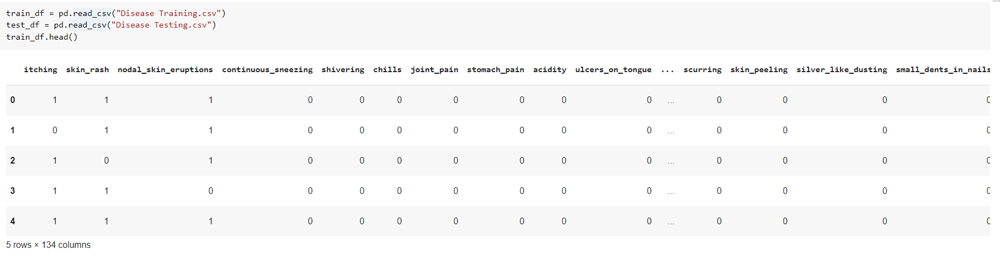 train_df = pd.read_csv("Disease Training.csv")
test_df = pd.read_csv("Disease Testing.csv")
train_df.head()
itching skin_rash nodal_skin_eruptions continuous_sneezing shivering chills joint_pain stomach_pain acidity ulcers_on_tongue ... scurring skin_peeling silver_like_dusting small_dents_in_nails
0 1 1 1 0 0 0 0 0 0 0 ... 0 0 0 0
1 0 1 1 0 0 0 0 0 0 0 ... 0 0 0 0
2 1 0 1 0 0 0 0 0 0 0 ... 0 0 0 0
3 1 1 0 0 0 0 0 0 0 0 ... 0 0 0 0
4 1 1 1 0 0 0 0 0 0 0 ... 0 0 0 0
5 rows × 134 columns